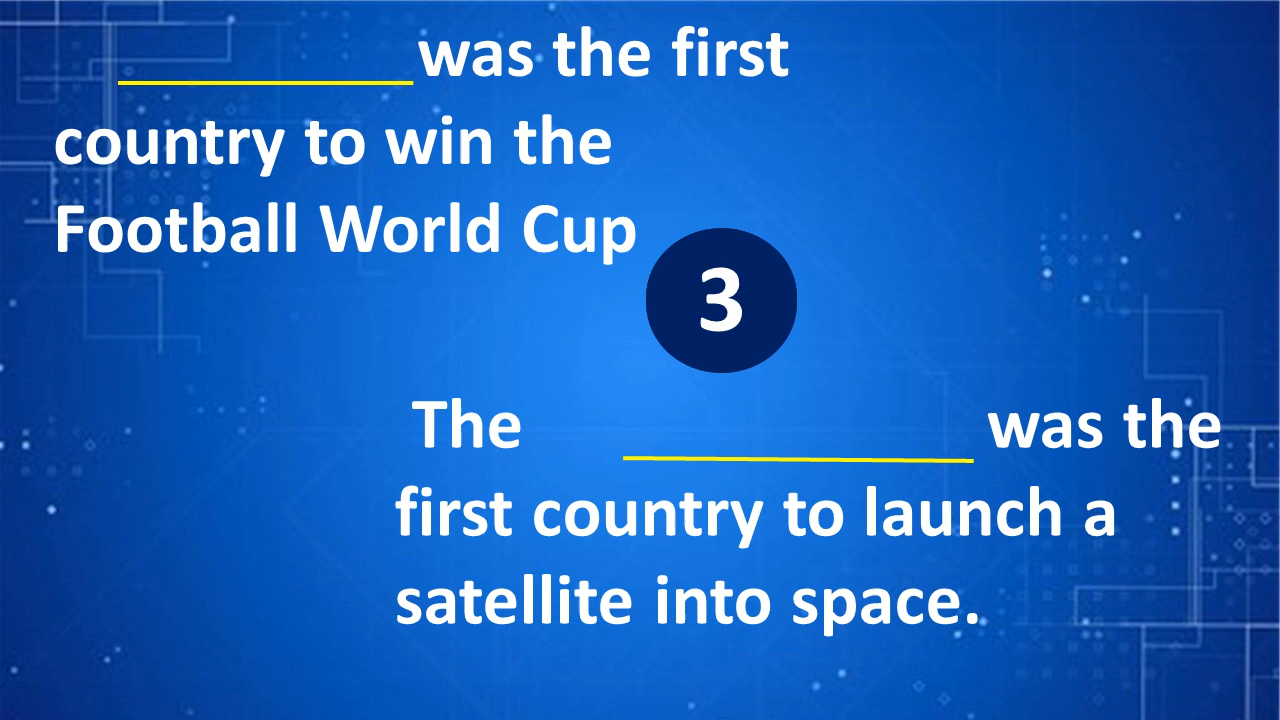 was the first
country to win the
Football World Cup
3
The was the
first country to launch a
satellite into space.